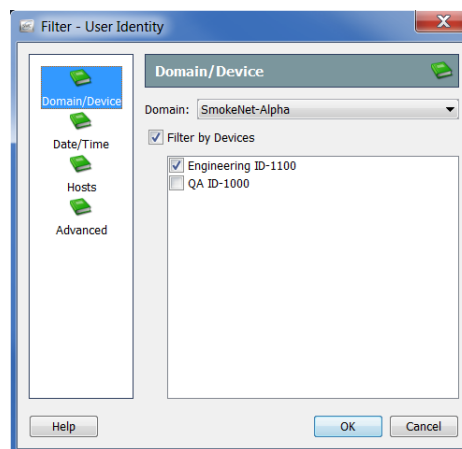 Filter - User Identity
Domain/Device
Date/Time
Hosts
Advanced
Domain/Device
Domain: SmokeNet-Alpha
Filter by Devices
Engineering ID-1100
QA ID-1000
Help
OK
Cancel